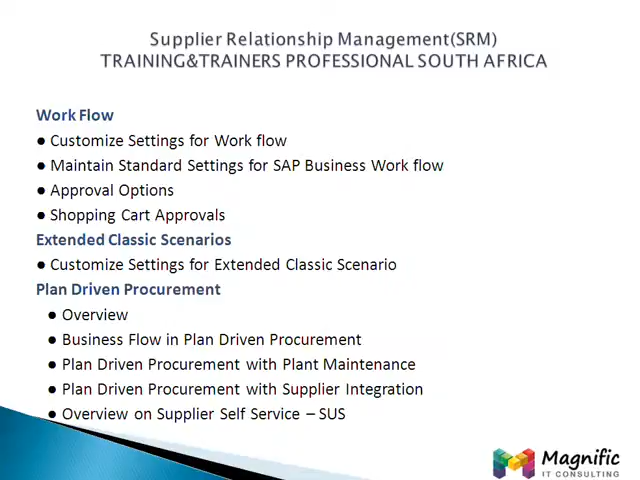 Supplier Relationship Management(SRM)
TRAINING&TRAINERS PROFESSIONAL SOUTH AFRICA
Work Flow
● Customize Settings for Work flow
● Maintain Standard Settings for SAP Business Work flow
● Approval Options
● Shopping Cart Approvals
Extended Classic Scenarios
● Customize Settings for Extended Classic Scenario
Plan Driven Procurement
● Overview
● Business Flow in Plan Driven Procurement
● Plan Driven Procurement with Plant Maintenance
● Plan Driven Procurement with Supplier Integration
● Overview on Supplier Self Service – SUS
Magnific
IT CONSULTING